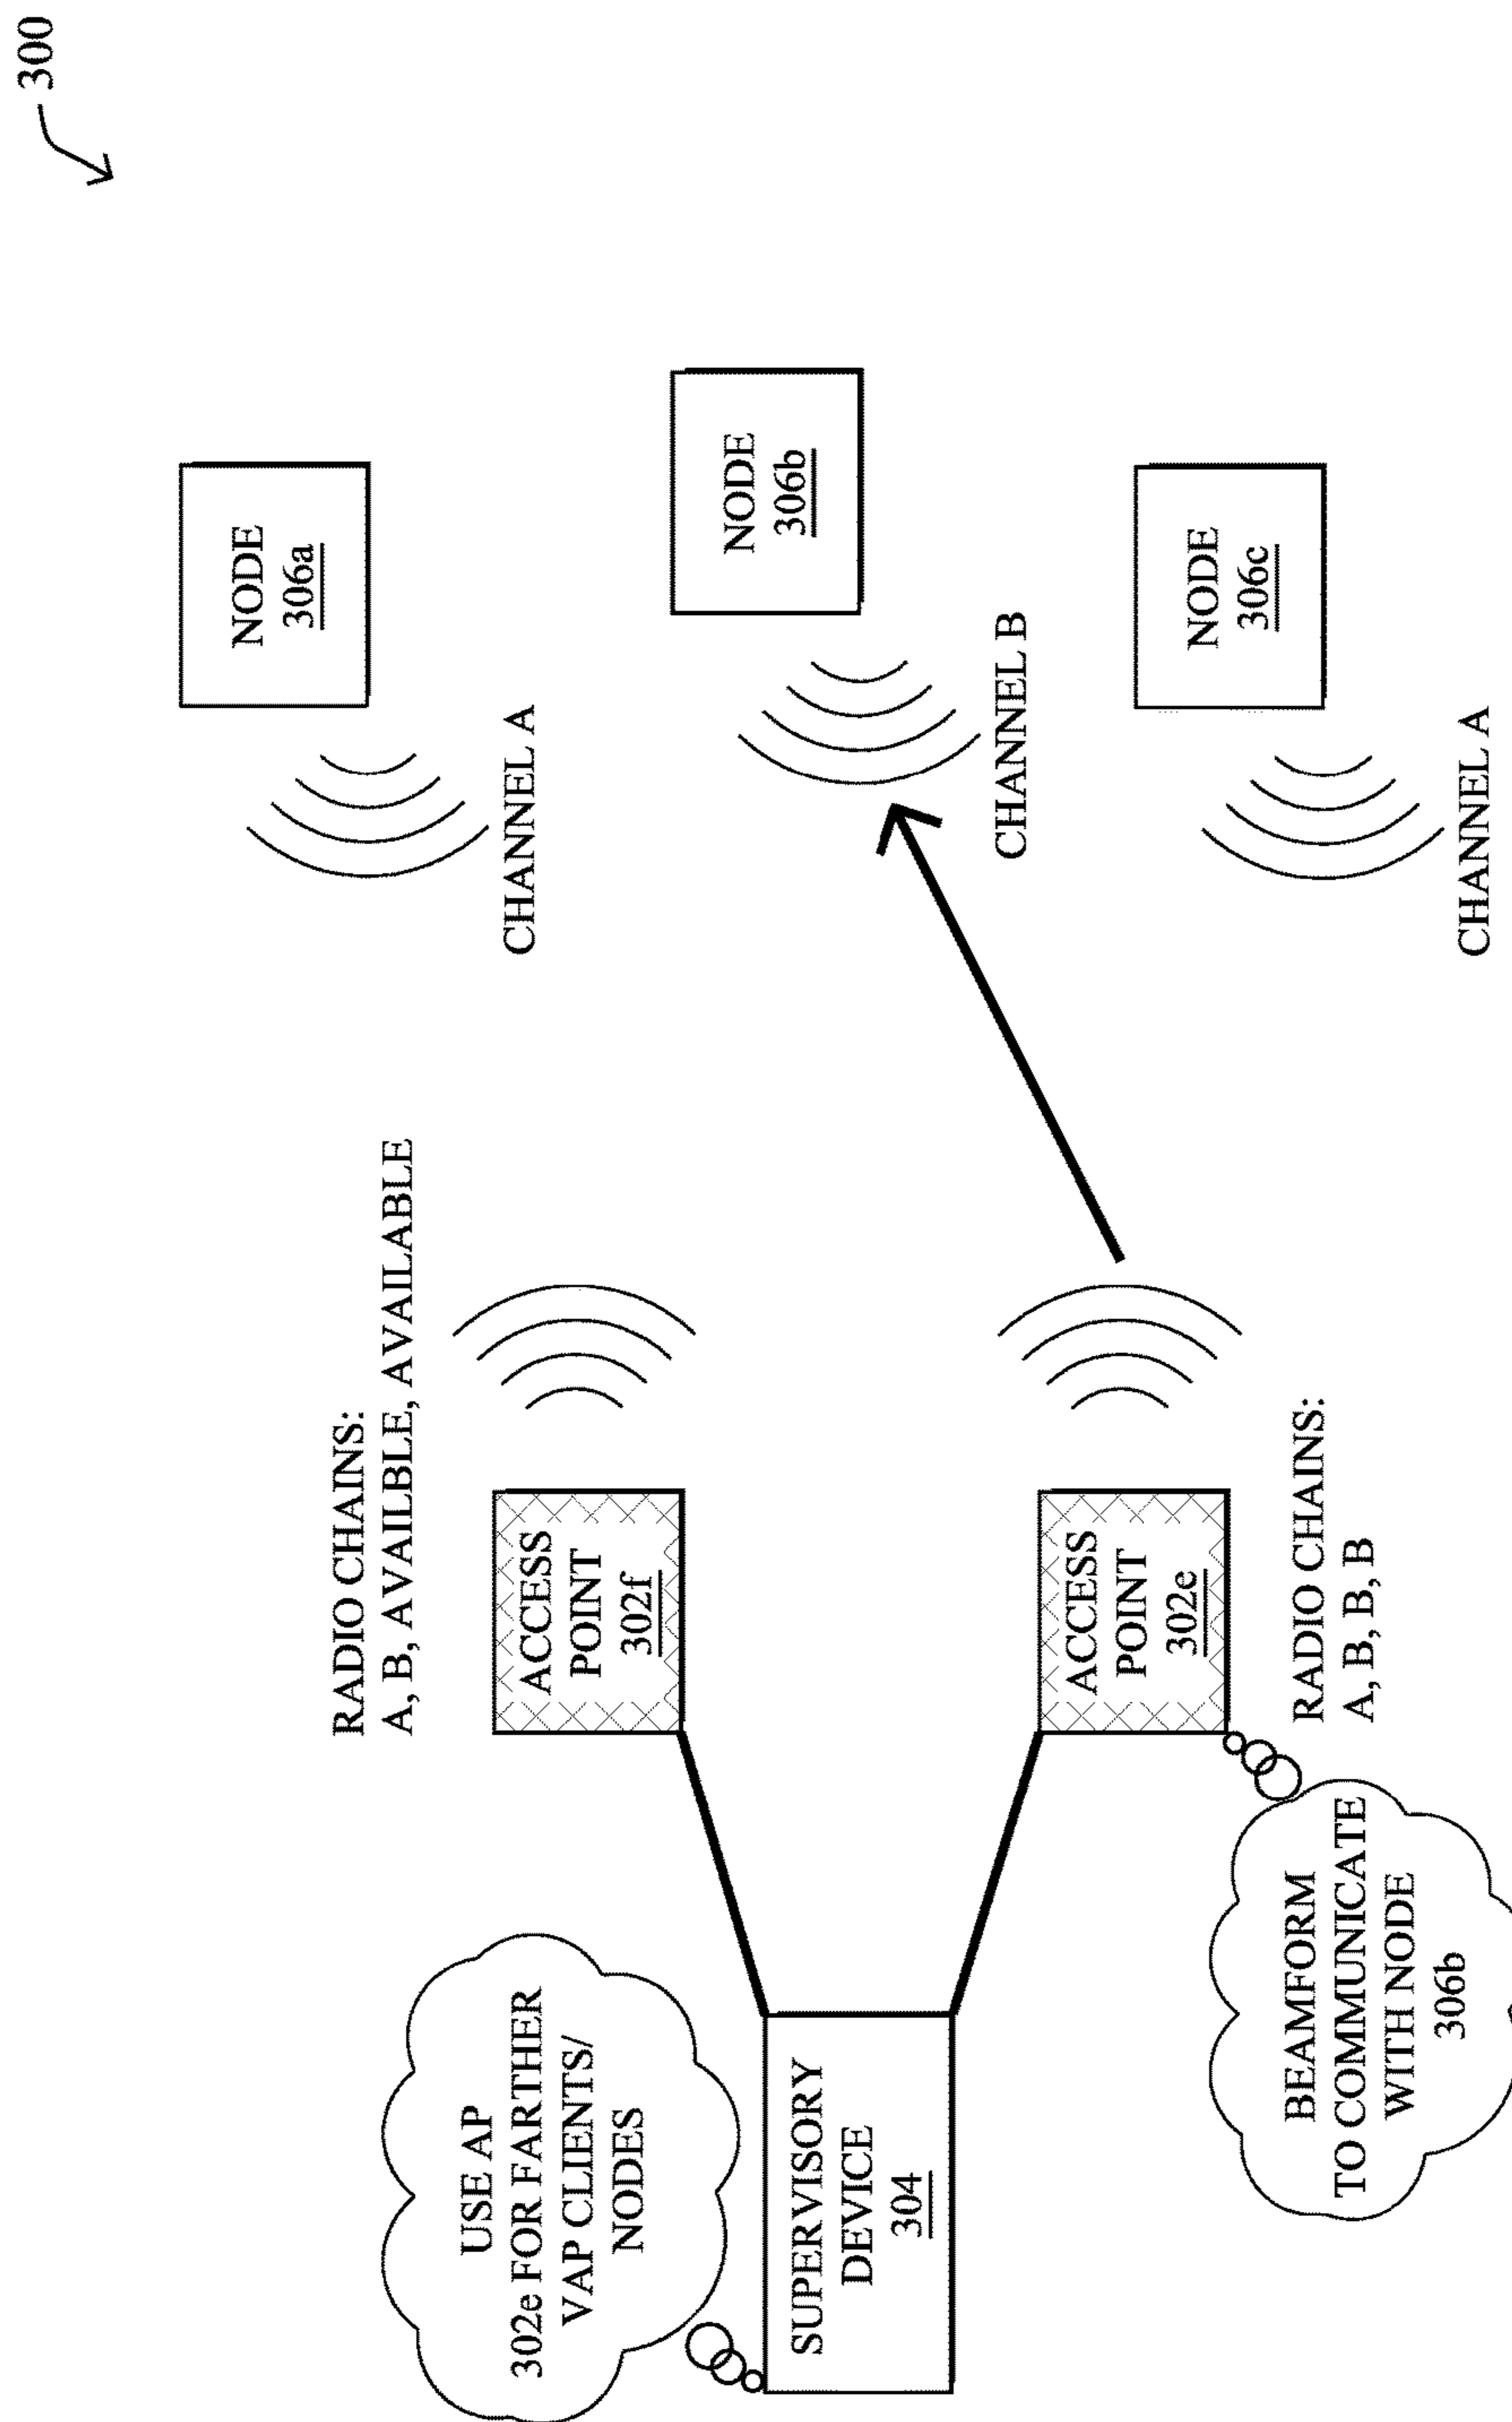 300
USE AP
302e FOR FARTHER
VAP CLIENTS/
NODES
SUPERVISORY
DEVICE
304
BEAMFORM
TO COMMUNICATE
WITH NODE
306b
RADIO CHAINS:
A, B, AVAILBLE, AVAILABLE
ACCESS
POINT
302f
ACCESS
POINT
302e
RADIO CHAINS:
A, B, B, B
NODE
306a
CHANNEL A
NODE
306b
CHANNEL B
NODE
306c
CHANNEL A